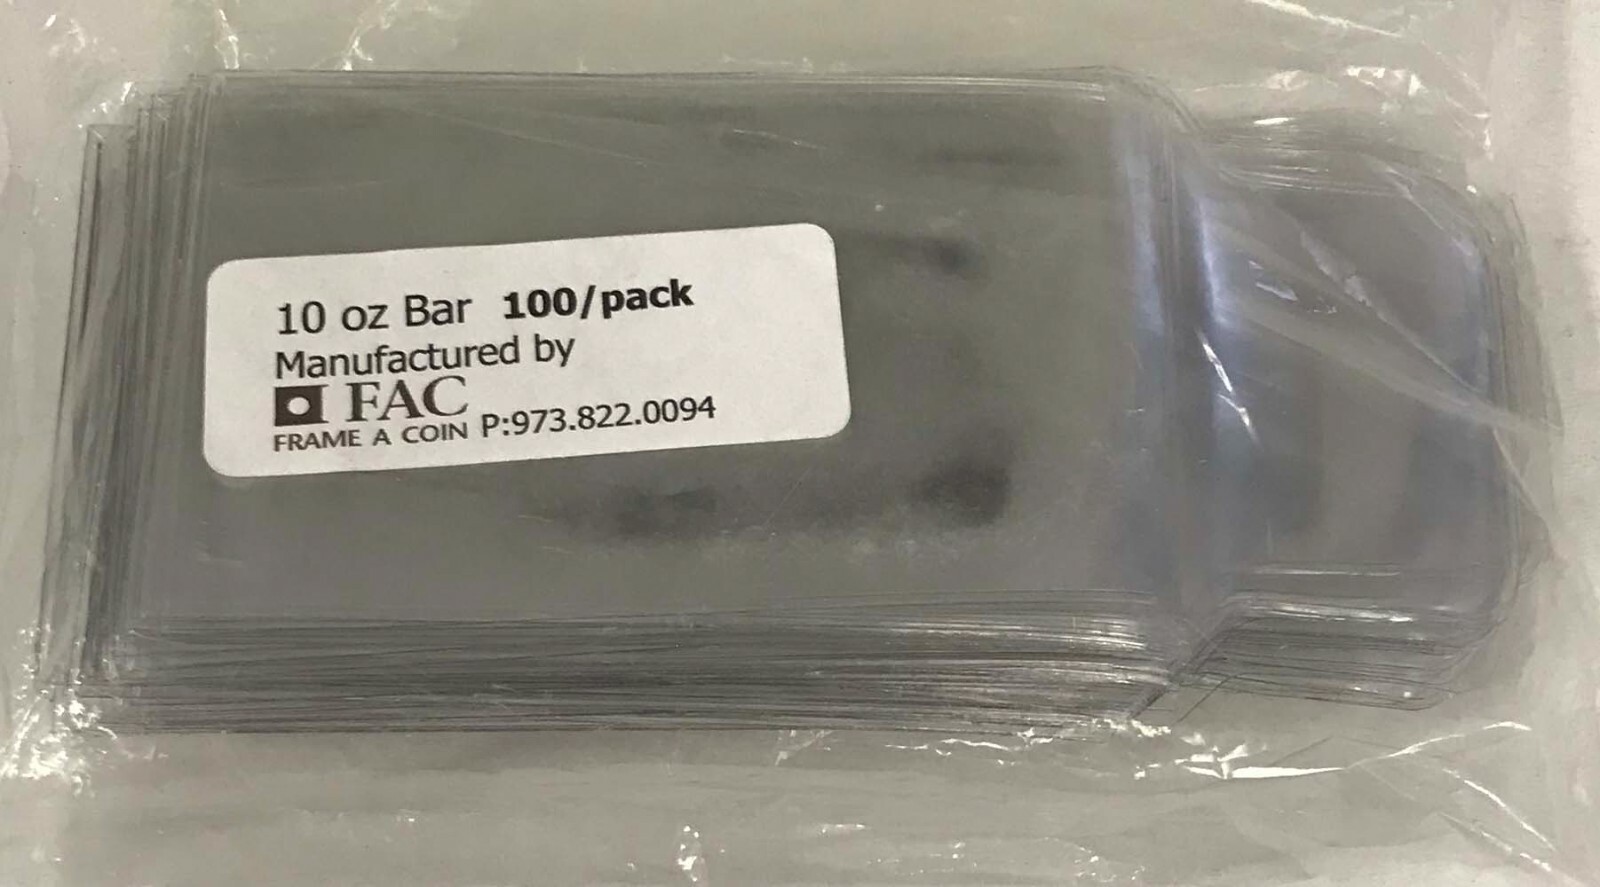 10 oz Bar 100/pack
Manufactured by
FAC
FRAME A COIN P:973.822.0094